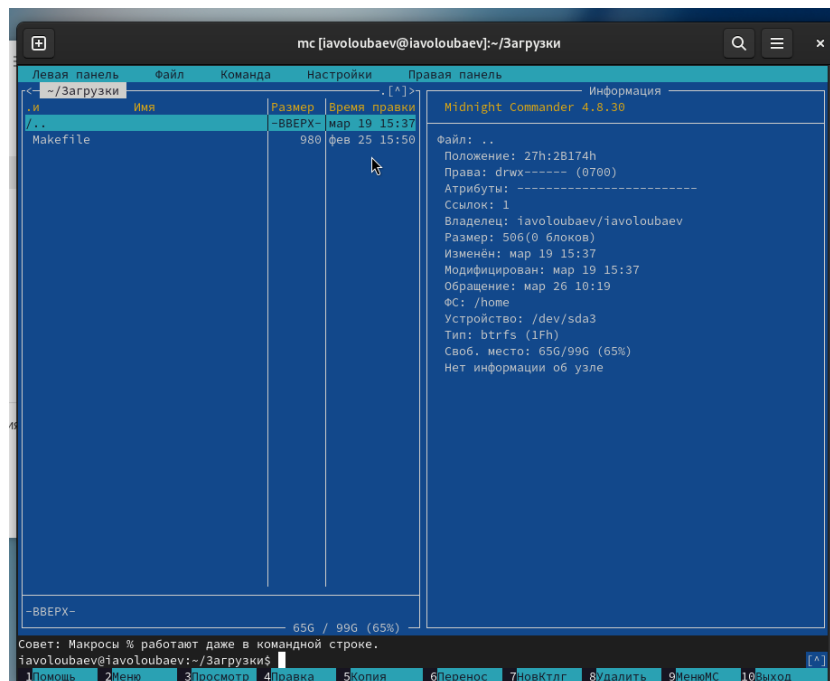 mc [iavoloubaev@iavoloubaev]:~/Загрузки
Левая панель Файл Команда Настройки Правая панель
<─ ~/Загрузки .[^]>
.и Имя Размер Время правки
/.. -ВВЕРХ- мар 19 15:37
Makefile 980 фев 25 15:50
-ВВЕРХ-
65G / 99G (65%)
Информация
Midnight Commander 4.8.30
Файл: ..
Положение: 27h:2B174h
Права: drwx------ (0700)
Атрибуты: -------------------------
Ссылок: 1
Владелец: iavoloubaev/iavoloubaev
Размер: 506(0 блоков)
Изменён: мар 19 15:37
Модифицирован: мар 19 15:37
Обращение: мар 26 10:19
ФС: /home
Устройство: /dev/sda3
Тип: btrfs (1Fh)
Своб. место: 65G/99G (65%)
Нет информации об узле
Совет: Макросы % работают даже в командной строке.
iavoloubaev@iavoloubaev:~/Загрузки$ [^]
1Помощь 2Меню 3Просмотр 4Правка 5Копия 6Перенос 7НовКтлг 8Удалить 9МенюМС 10Выход